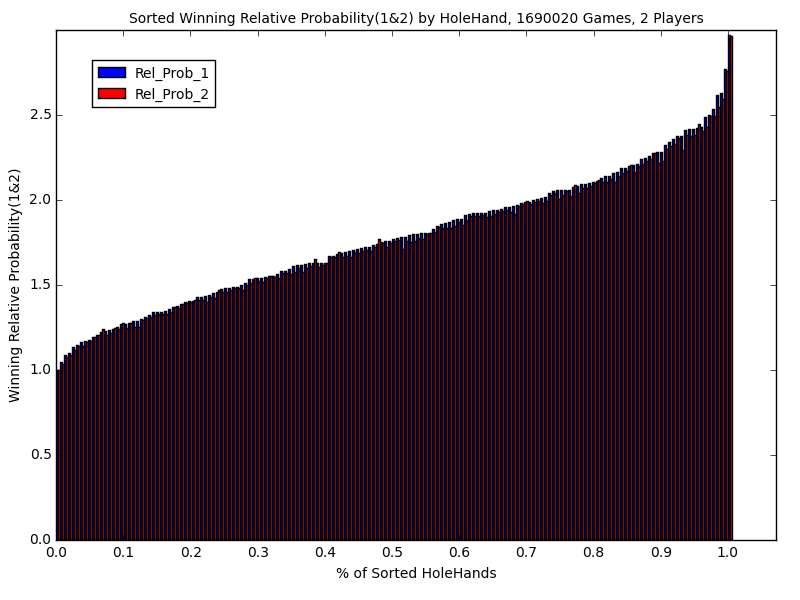 Sorted Winning Relative Probability(1&2) by HoleHand, 1690020 Games, 2 Players
Rel_Prob_1
Rel_Prob_2
Winning Relative Probability(1&2)
2.5
2.0
1.5
1.0
0.5
0.0
0.0 0.1 0.2 0.3 0.4 0.5 0.6 0.7 0.8 0.9 1.0
% of Sorted HoleHands